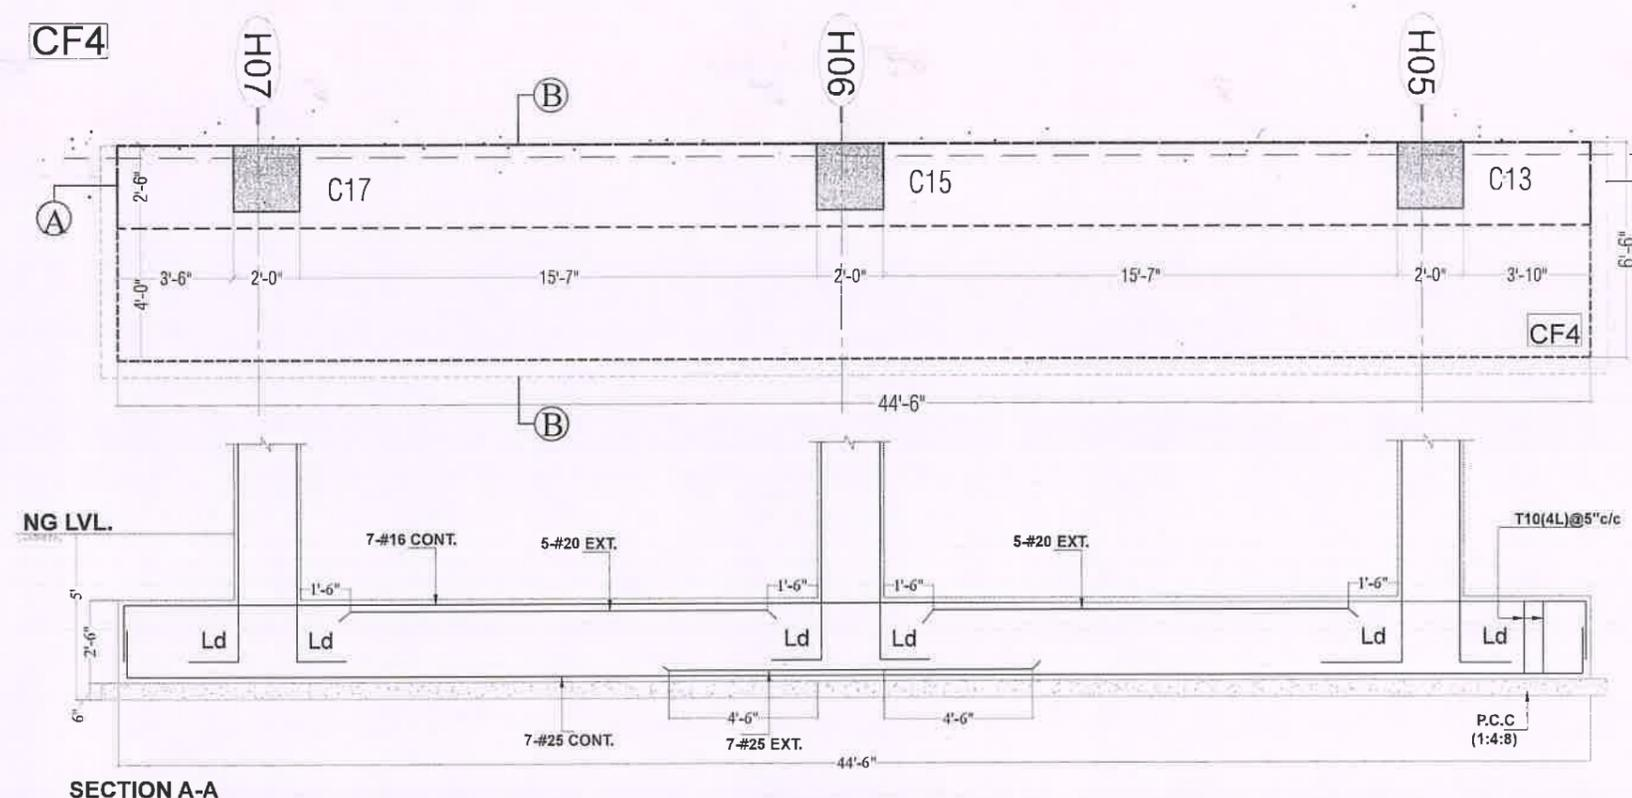 CF4
H07
H06
H05
B
A
2'-6"
C17
C15
C13
3'-6"
2'-0"
15'-7"
2'-0"
15'-7"
2'-0"
3'-10"
4'-0"
CF4
44'-6"
B
NG LVL.
7-#16 CONT.
5-#20 EXT.
5-#20 EXT.
T10(4L)@5"c/c
1'-6"
1'-6"
1'-6"
1'-6"
5'
2'-6"
Ld
Ld
Ld
Ld
Ld
Ld
6"
4'-6"
4'-6"
7-#25 CONT.
7-#25 EXT.
P.C.C
(1:4:8)
44'-6"
SECTION A-A